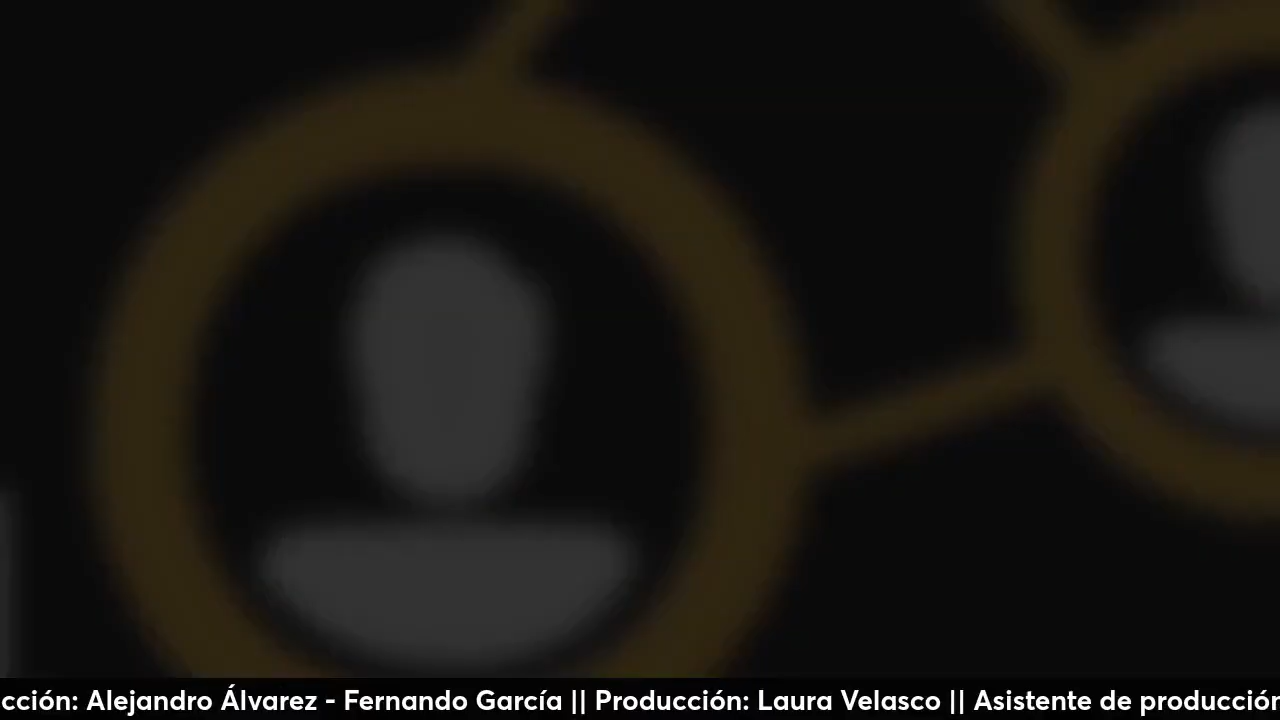 cción: Alejandro Álvarez - Fernando García || Producción: Laura Velasco || Asistente de producción